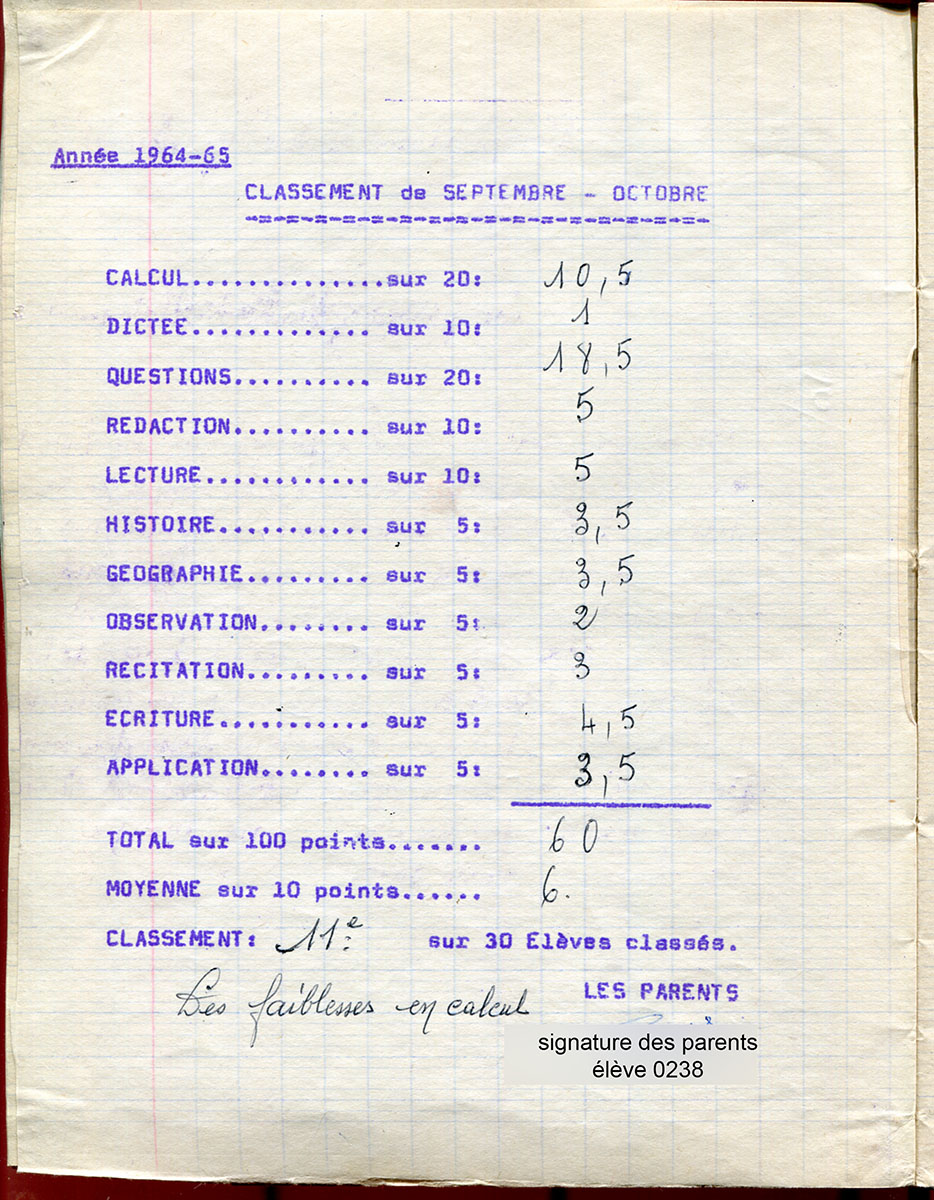 Année 1964-65
CLASSEMENT de SEPTEMBRE - OCTOBRE
CALCUL..............sur 20: 10,5
DICTEE............. sur 10: 1
QUESTIONS.......... sur 20: 18,5
REDACTION.......... sur 10: 5
LECTURE............ sur 10: 5
HISTOIRE........... sur 5: 3,5
GEOGRAPHIE......... sur 5: 3,5
OBSERVATION........ sur 5: 2
RECITATION......... sur 5: 3
ECRITURE........... sur 5: 4,5
APPLICATION........ sur 5: 3,5
TOTAL sur 100 points....... 60
MOYENNE sur 10 points...... 6.
CLASSEMENT: 11e sur 30 Elèves classés.
Des faiblesses en calcul
LES PARENTS
signature des parents
élève 0238